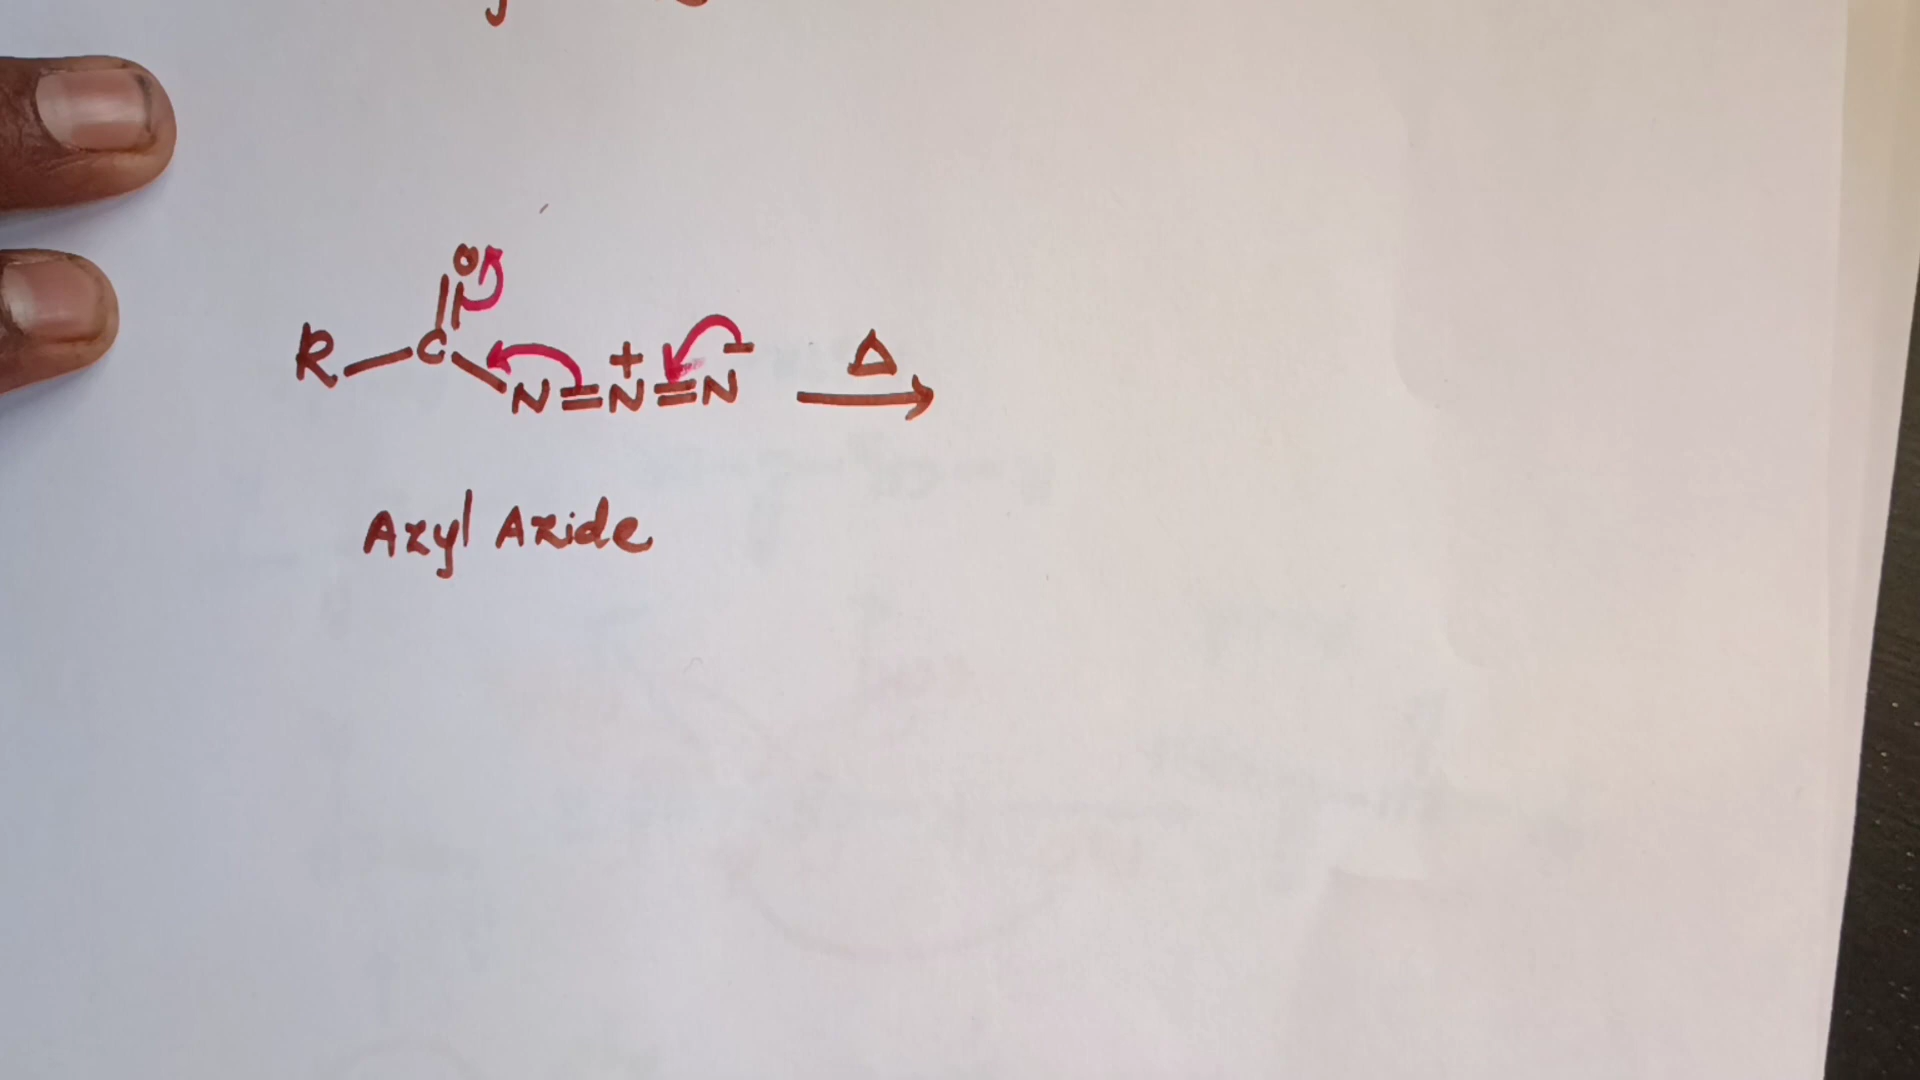 O
R—C
+ −
N=N=N
Δ
Azyl Azide